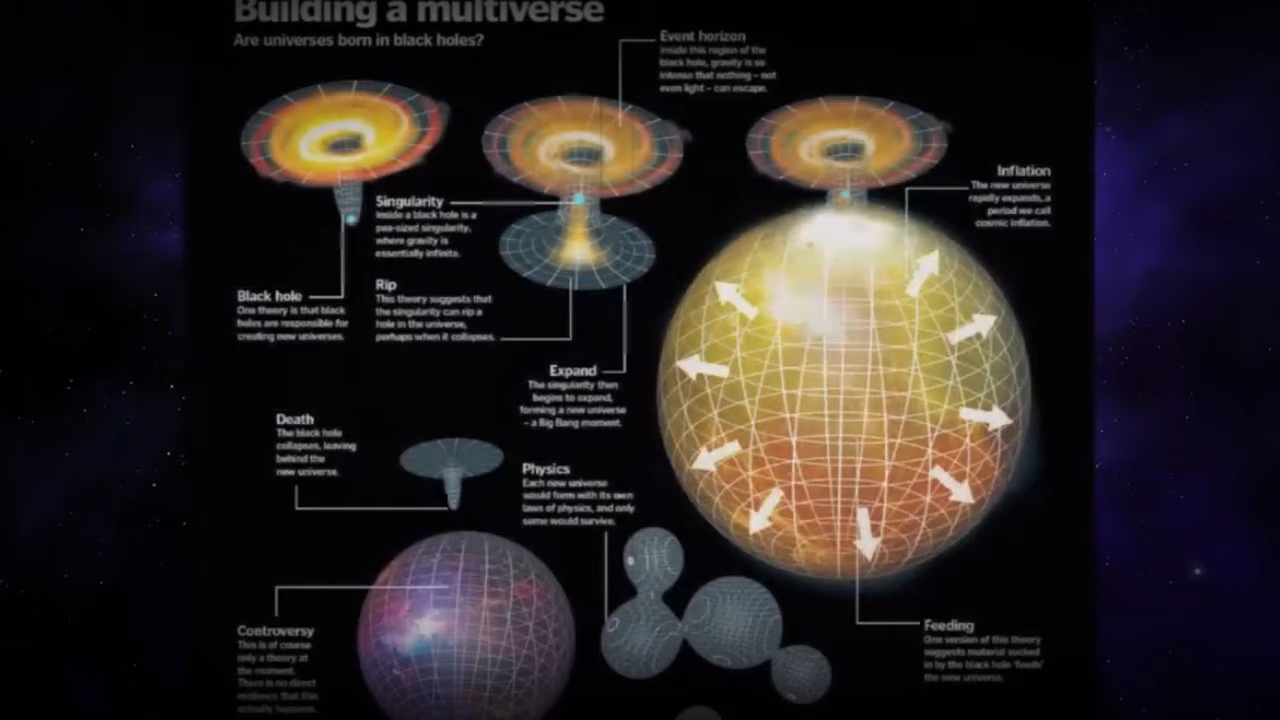 Building a multiverse
Are universes born in black holes?
Event horizon
Inside this region of the
black hole, gravity is so
intense that nothing – not
even light – can escape.
Inflation
The new universe
rapidly expands, a
period we call
cosmic inflation.
Singularity
Inside a black hole is a
pea-sized singularity,
where gravity is
essentially infinite.
Black hole
One theory is that black
holes are responsible for
creating new universes.
Rip
This theory suggests that
the singularity can rip a
hole in the universe,
perhaps when it collapses.
Expand
The singularity then
begins to expand,
forming a new universe
– a Big Bang moment.
Death
The black hole
collapses, leaving
behind the
new universe.
Physics
Each new universe
would form with its own
laws of physics, and only
some would survive.
Controversy
This is of course
only a theory at
the moment.
There is no direct
evidence that this
actually happens.
Feeding
One version of this theory
suggests material sucked
in by the black hole 'feeds'
the new universe.